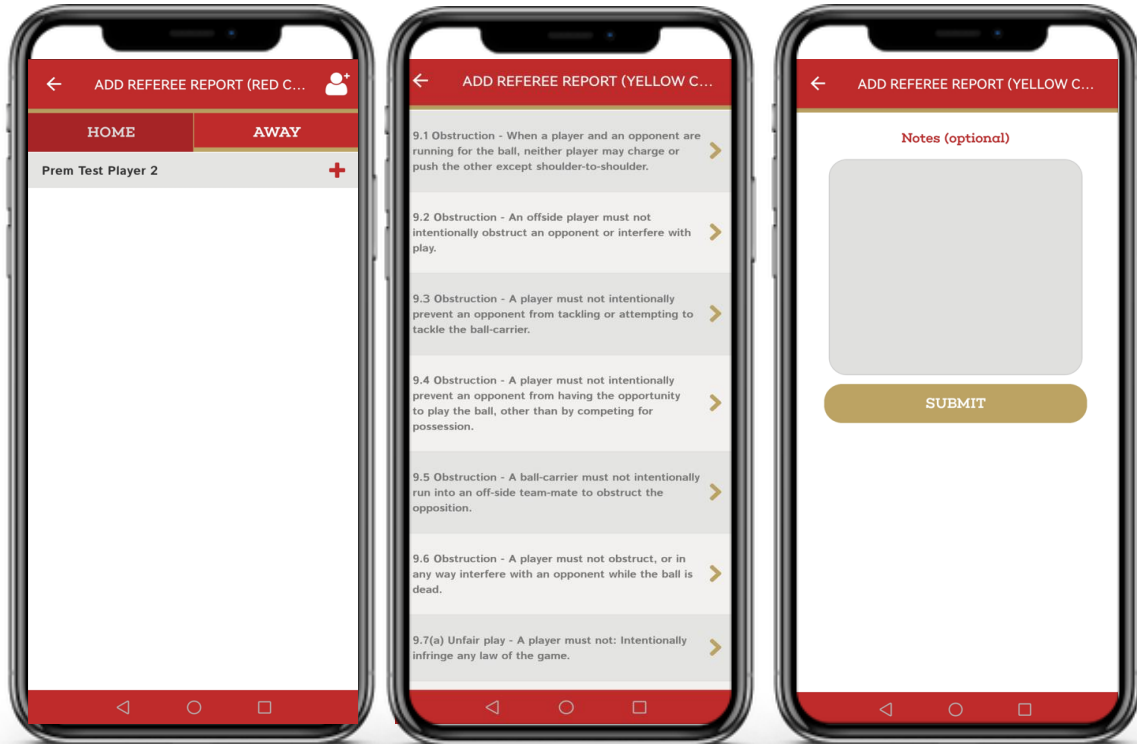 ADD REFEREE REPORT (RED C...
HOME
AWAY
Prem Test Player 2
ADD REFEREE REPORT (YELLOW C...
9.1 Obstruction - When a player and an opponent are
running for the ball, neither player may charge or
push the other except shoulder-to-shoulder.
9.2 Obstruction - An offside player must not
intentionally obstruct an opponent or interfere with
play.
9.3 Obstruction - A player must not intentionally
prevent an opponent from tackling or attempting to
tackle the ball-carrier.
9.4 Obstruction - A player must not intentionally
prevent an opponent from having the opportunity
to play the ball, other than by competing for
possession.
9.5 Obstruction - A ball-carrier must not intentionally
run into an off-side team-mate to obstruct the
opposition.
9.6 Obstruction - A player must not obstruct, or in
any way interfere with an opponent while the ball is
dead.
9.7(a) Unfair play - A player must not: Intentionally
infringe any law of the game.
ADD REFEREE REPORT (YELLOW C...
Notes (optional)
SUBMIT